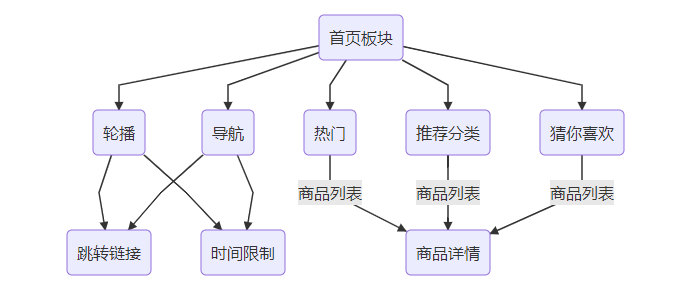 首页板块
轮播
导航
热门
推荐分类
猜你喜欢
商品列表
商品列表
商品列表
跳转链接
时间限制
商品详情